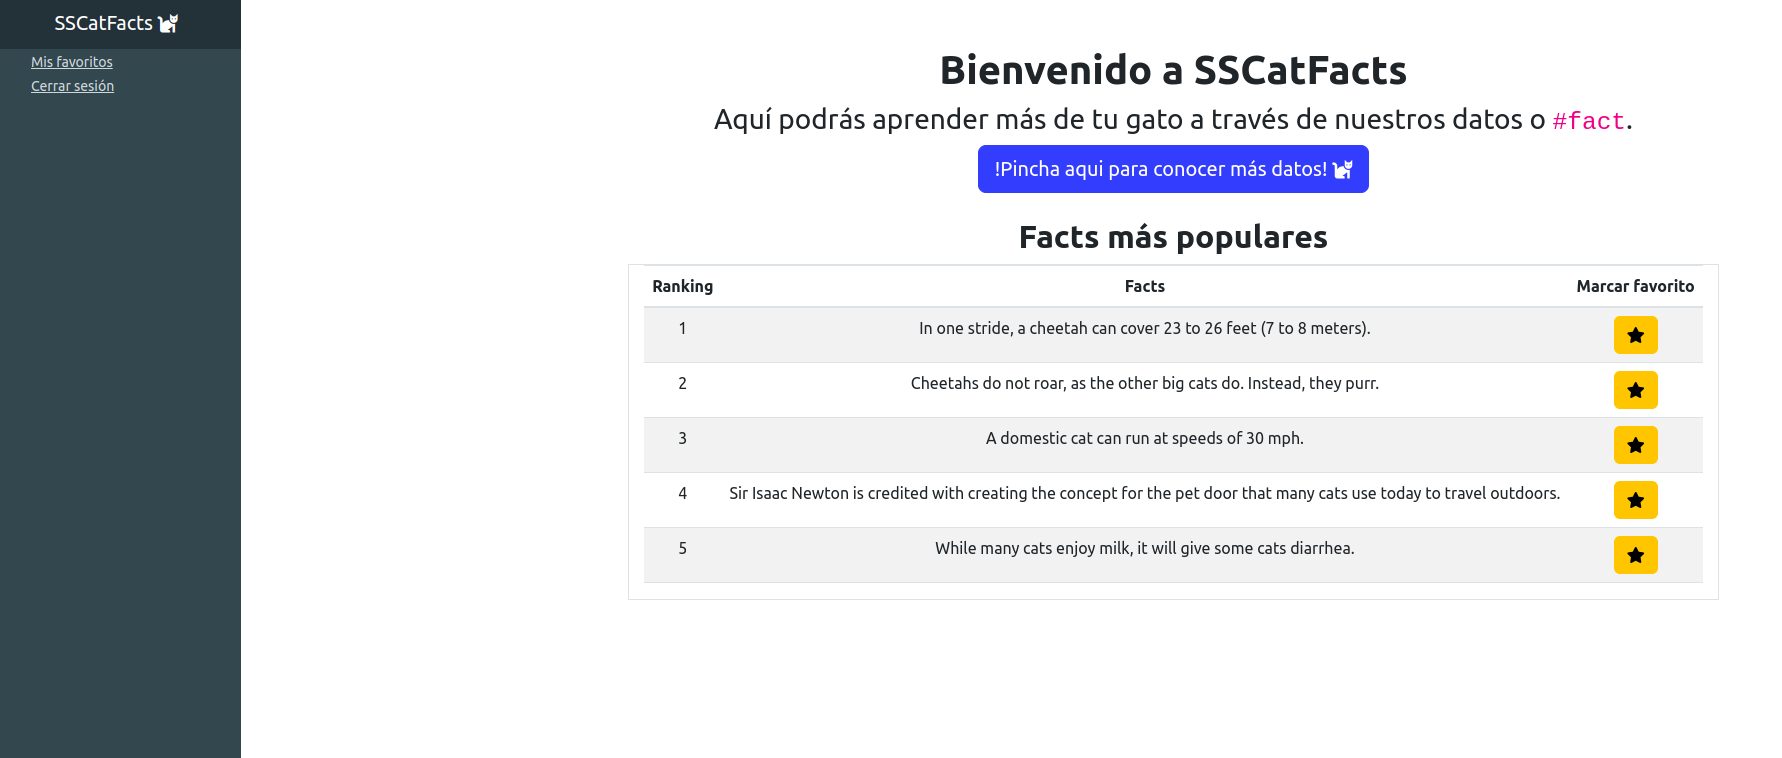 SSCatFacts
Mis favoritos
Cerrar sesión
Bienvenido a SSCatFacts
Aquí podrás aprender más de tu gato a través de nuestros datos o #fact.
!Pincha aqui para conocer más datos!
Facts más populares
Ranking Facts Marcar favorito
1 In one stride, a cheetah can cover 23 to 26 feet (7 to 8 meters).
2 Cheetahs do not roar, as the other big cats do. Instead, they purr.
3 A domestic cat can run at speeds of 30 mph.
4 Sir Isaac Newton is credited with creating the concept for the pet door that many cats use today to travel outdoors.
5 While many cats enjoy milk, it will give some cats diarrhea.